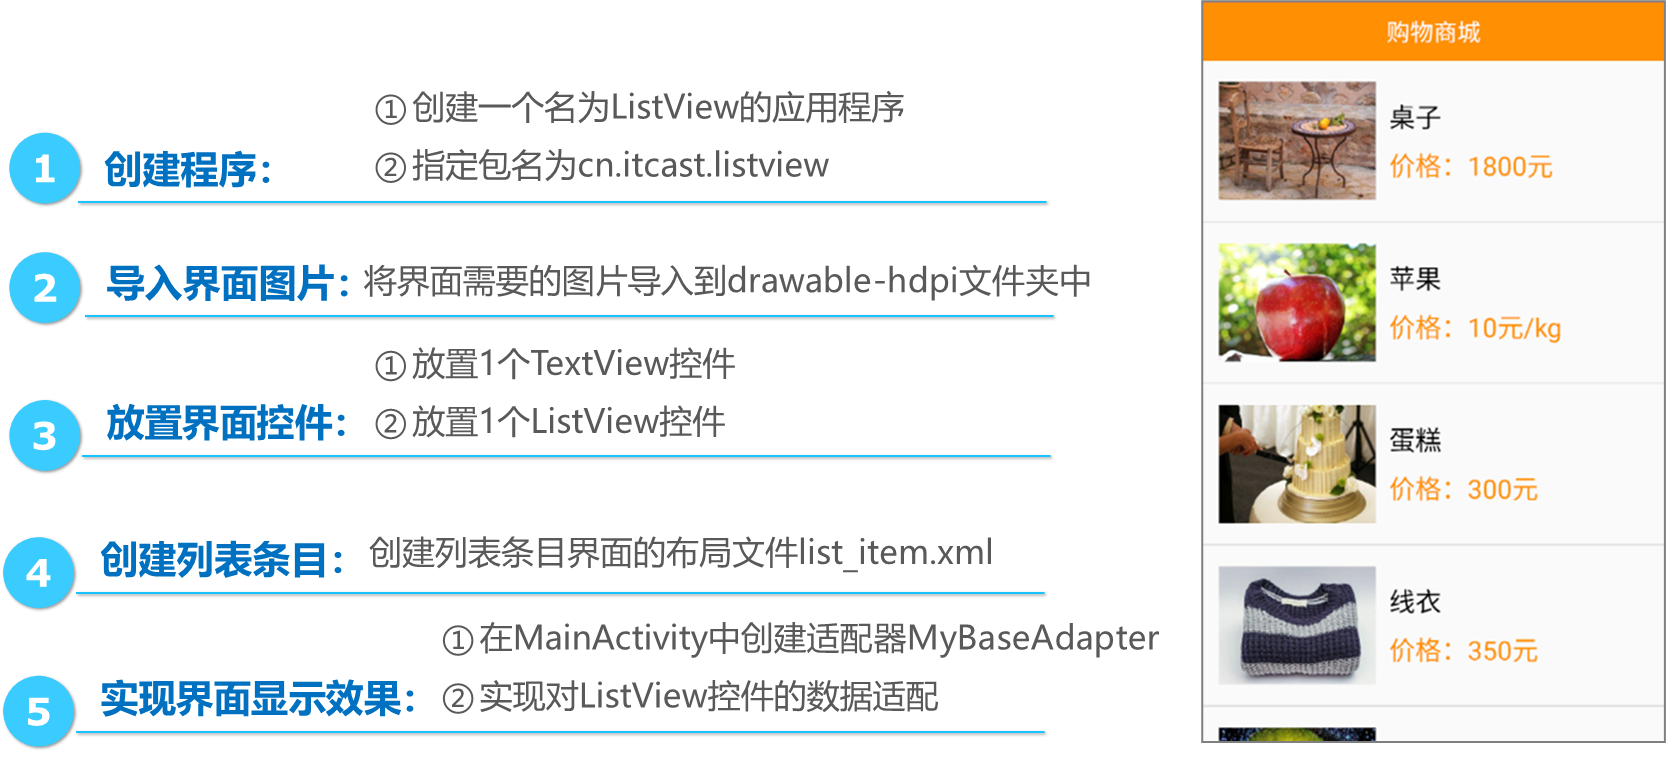 ① 创建一个名为ListView的应用程序
1 创建程序： ② 指定包名为cn.itcast.listview
2 导入界面图片：将界面需要的图片导入到drawable-hdpi文件夹中
① 放置1个TextView控件
3 放置界面控件： ② 放置1个ListView控件
4 创建列表条目： 创建列表条目界面的布局文件list_item.xml
① 在MainActivity中创建适配器MyBaseAdapter
5 实现界面显示效果： ② 实现对ListView控件的数据适配
购物商城
桌子
价格：1800元
苹果
价格：10元/kg
蛋糕
价格：300元
线衣
价格：350元